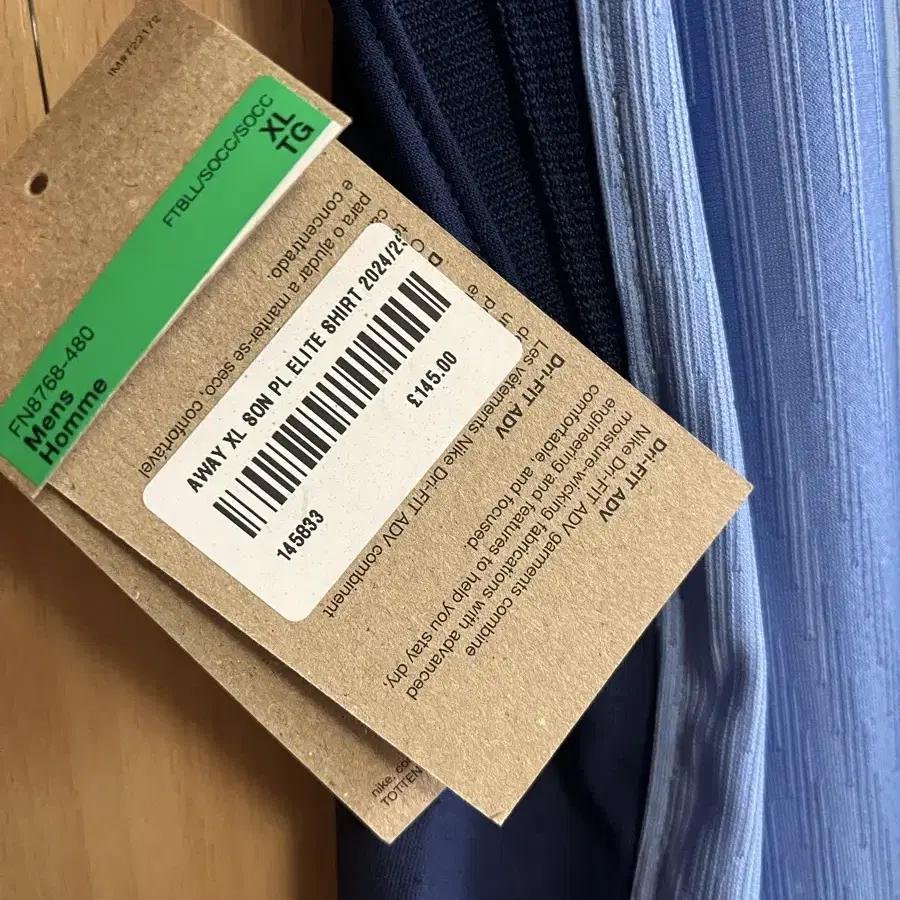 FTBLL/SOCC/SOCC
XL
TG
FN8768-480
Mens
Homme
AWAY XL SON PL ELITE SHIRT 2024/25
£145.00
145833
para o ajudar a manter-se seco, confortável
e concentrado
Dri-FIT ADV
Les vêtements Nike Dri-FIT ADV combinent
Dri-FIT ADV
Nike Dri-FIT ADV garments combine
moisture-wicking fabrications with advanced
engineering and features to help you stay dry,
comfortable and focused.
nike.
TOTTEN